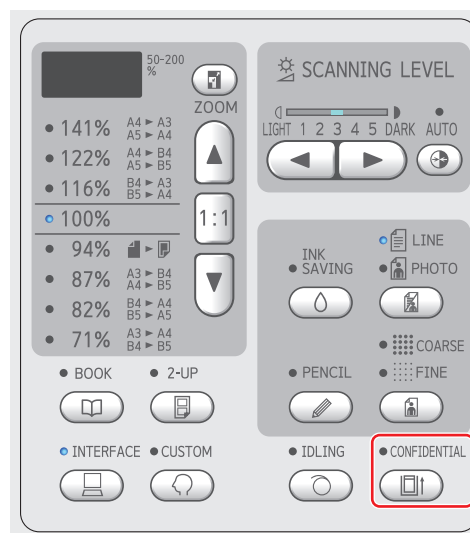 50-200
%
ZOOM
141% A4 ► A3
A5 ► A4
122% A4 ► B4
A5 ► B5
116% B4 ► A3
B5 ► A4
100%
1:1
94%
87% A3 ► B4
A4 ► B5
82% B4 ► A4
B5 ► A5
71% A3 ► A4
B4 ► B5
BOOK
2-UP
INTERFACE
CUSTOM
SCANNING LEVEL
LIGHT 1 2 3 4 5 DARK AUTO
INK
SAVING
LINE
PHOTO
COARSE
PENCIL
FINE
IDLING
CONFIDENTIAL